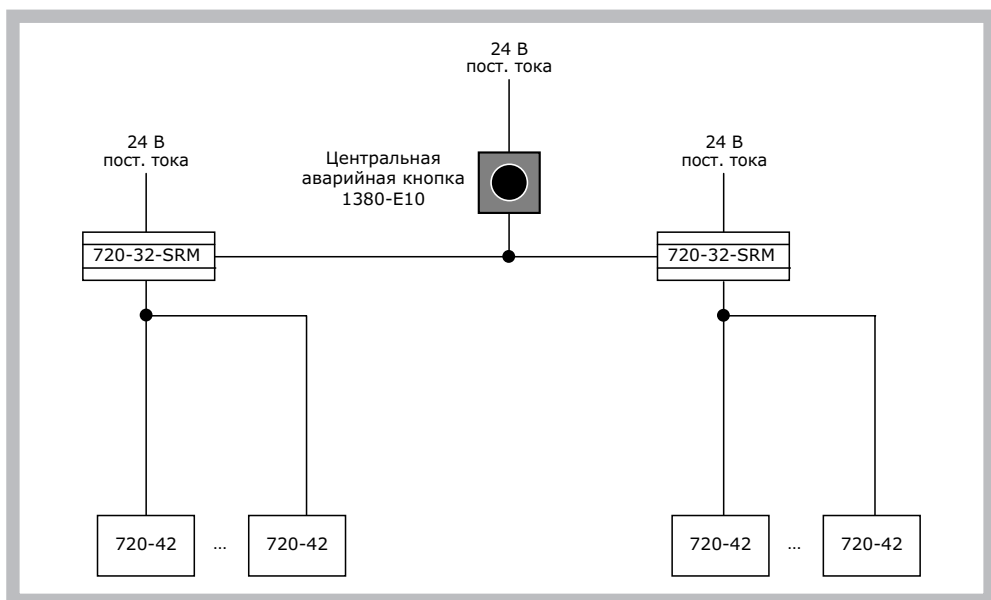 24 В
пост. тока
24 В
пост. тока
Центральная
аварийная кнопка
1380-E10
24 В
пост. тока
720-32-SRM
720-32-SRM
720-42
...
720-42
720-42
...
720-42